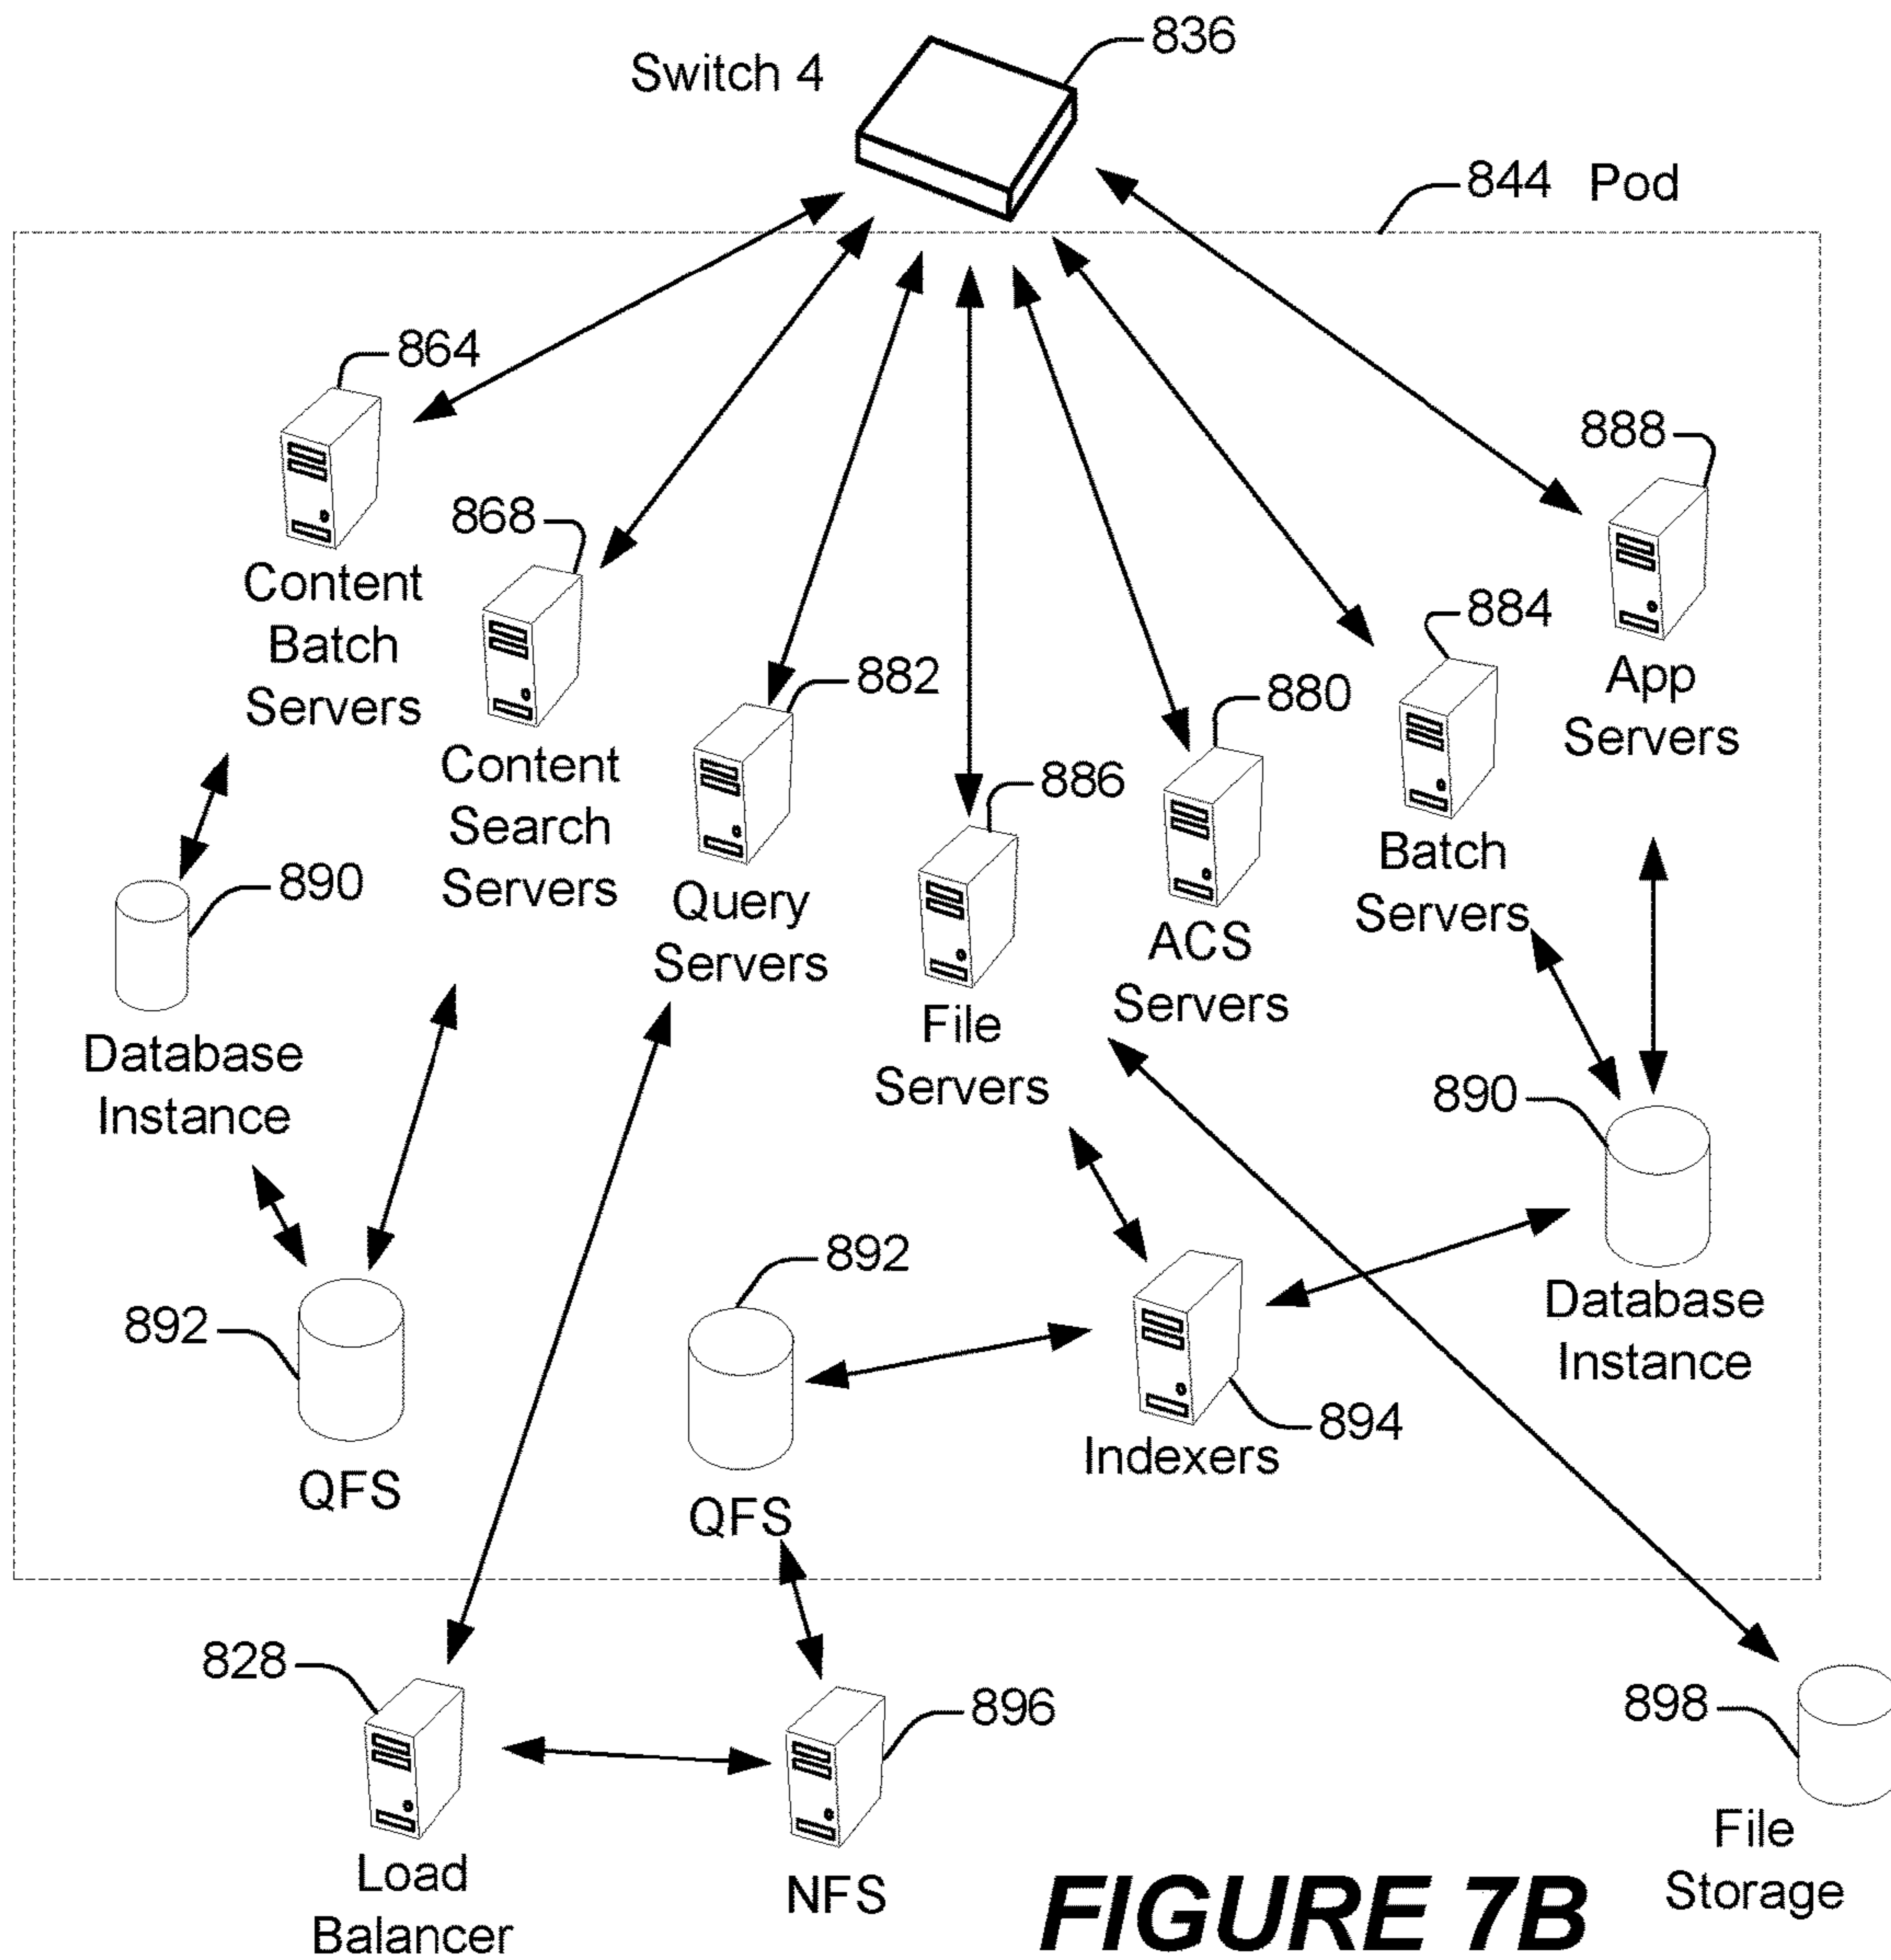 836
Switch 4
844 Pod
864
Content
Batch
Servers
868
Content
Search
Servers
882
Query
Servers
886
File
Servers
880
ACS
Servers
884
Batch
Servers
888
App
Servers
890
Database
Instance
890
Database
Instance
892
QFS
892
QFS
894
Indexers
828
Load
Balancer
896
NFS
898
File
Storage
FIGURE 7B